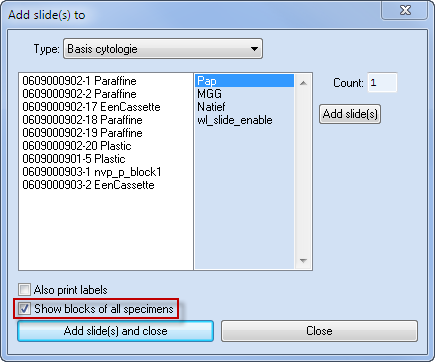 Add slide(s) to
Type: Basis cytologie
0609000902-1 Paraffine
0609000902-2 Paraffine
0609000902-17 EenCassette
0609000902-18 Paraffine
0609000902-19 Paraffine
0609000902-20 Plastic
0609000901-5 Plastic
0609000903-1 nvp_p_block1
0609000903-2 EenCassette
Pap
MGG
Natief
wl_slide_enable
Count: 1
Add slide(s)
Also print labels
Show blocks of all specimens
Add slide(s) and close
Close